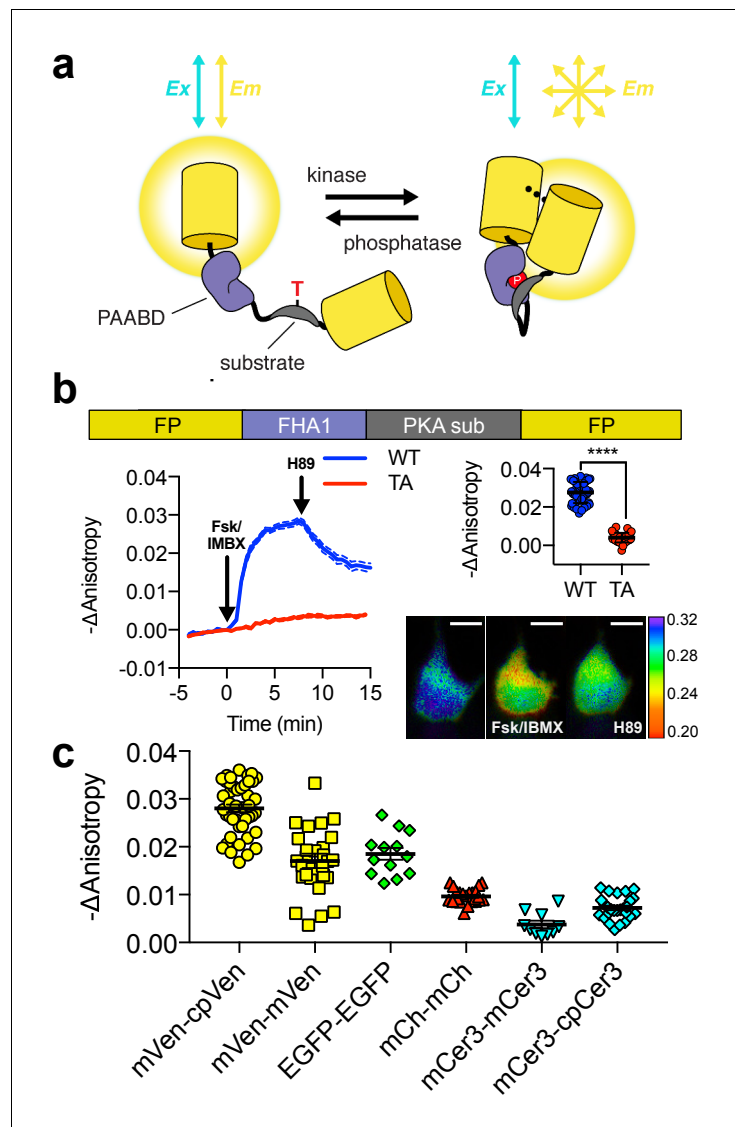 a
Ex Em
Ex Em
kinase
phosphatase
PAABD
T
substrate
P
b
FP FHA1 PKA sub FP
WT
TA
H89
Fsk/
IMBX
-ΔAnisotropy
0.04
0.03
0.02
0.01
0.00
-0.01
-5 0 5 10 15
Time (min)
****
-ΔAnisotropy
0.04
0.02
0.00
WT TA
Fsk/IBMX
H89
0.32
0.28
0.24
0.20
c
-ΔAnisotropy
0.04
0.03
0.02
0.01
0.00
mVen-cpVen
mVen-mVen
EGFP-EGFP
mCh-mCh
mCer3-mCer3
mCer3-cpCer3